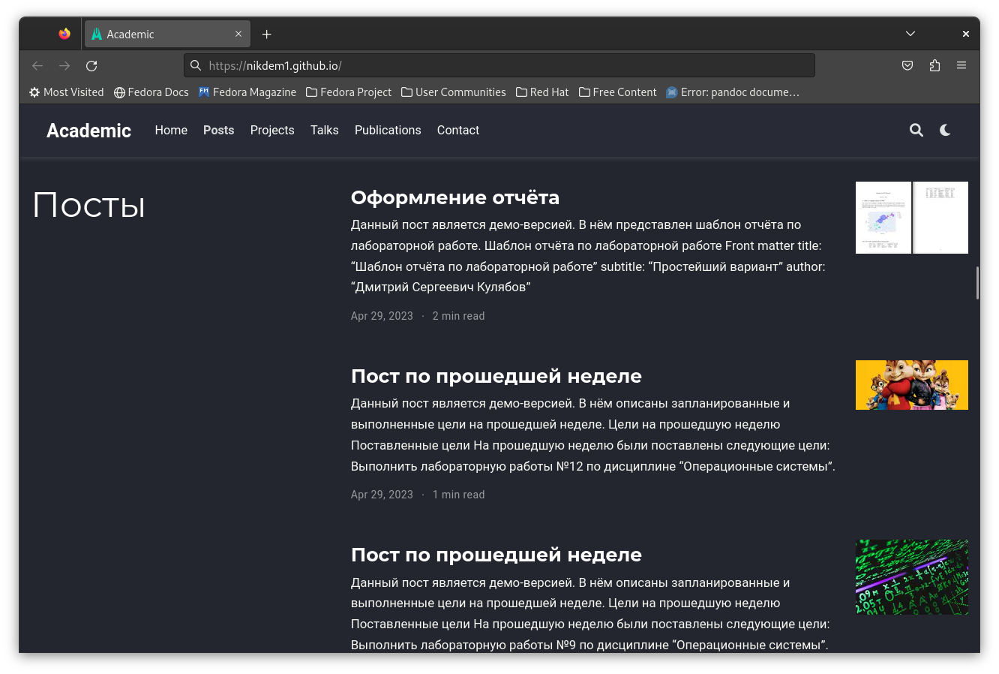 Academic
https://nikdem1.github.io/
Most Visited
Fedora Docs
Fedora Magazine
Fedora Project
User Communities
Red Hat
Free Content
Error: pandoc docume…
Academic
Home
Posts
Projects
Talks
Publications
Contact
Посты
Оформление отчёта
Данный пост является демо-версией. В нём представлен шаблон отчёта по
лабораторной работе. Шаблон отчёта по лабораторной работе Front matter title:
“Шаблон отчёта по лабораторной работе” subtitle: “Простейший вариант” author:
“Дмитрий Сергеевич Кулябов”
Apr 29, 2023 · 2 min read
Пост по прошедшей неделе
Данный пост является демо-версией. В нём описаны запланированные и
выполненные цели на прошедшей неделе. Цели на прошедшую неделю
Поставленные цели На прошедшую неделю были поставлены следующие цели:
Выполнить лабораторную работы №12 по дисциплине “Операционные системы”.
Apr 29, 2023 · 1 min read
Пост по прошедшей неделе
Данный пост является демо-версией. В нём описаны запланированные и
выполненные цели на прошедшей неделе. Цели на прошедшую неделю
Поставленные цели На прошедшую неделю были поставлены следующие цели:
Выполнить лабораторную работы №9 по дисциплине “Операционные системы”.